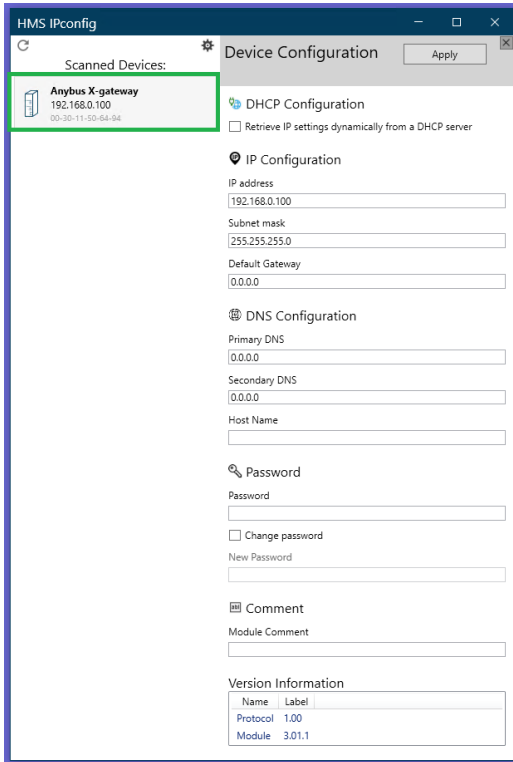 HMS IPconfig
Scanned Devices:
Anybus X-gateway
192.168.0.100
00-30-11-50-64-94
Device Configuration
Apply
DHCP Configuration
Retrieve IP settings dynamically from a DHCP server
IP Configuration
IP address
192.168.0.100
Subnet mask
255.255.255.0
Default Gateway
0.0.0.0
DNS Configuration
Primary DNS
0.0.0.0
Secondary DNS
0.0.0.0
Host Name
Password
Password
Change password
New Password
Comment
Module Comment
Version Information
Name Label
Protocol 1.00
Module 3.01.1